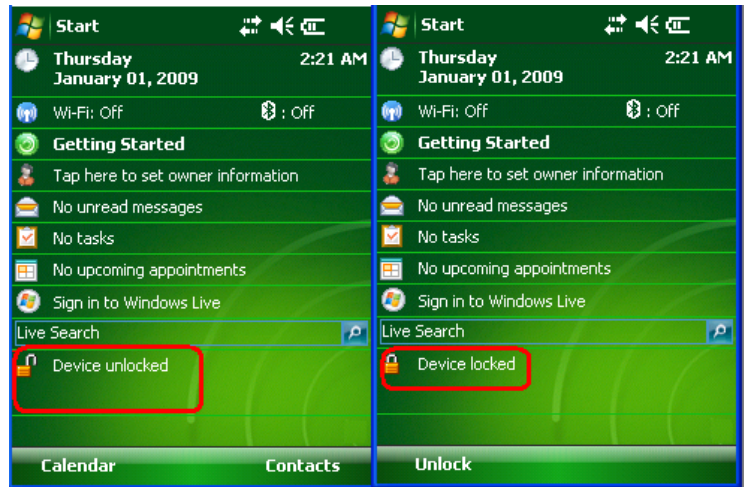 Start
Thursday 2:21 AM
January 01, 2009
Wi-Fi: Off : Off
Getting Started
Tap here to set owner information
No unread messages
No tasks
No upcoming appointments
Sign in to Windows Live
Live Search
Device unlocked
Calendar Contacts
Start
Thursday 2:21 AM
January 01, 2009
Wi-Fi: Off : Off
Getting Started
Tap here to set owner information
No unread messages
No tasks
No upcoming appointments
Sign in to Windows Live
Live Search
Device locked
Unlock